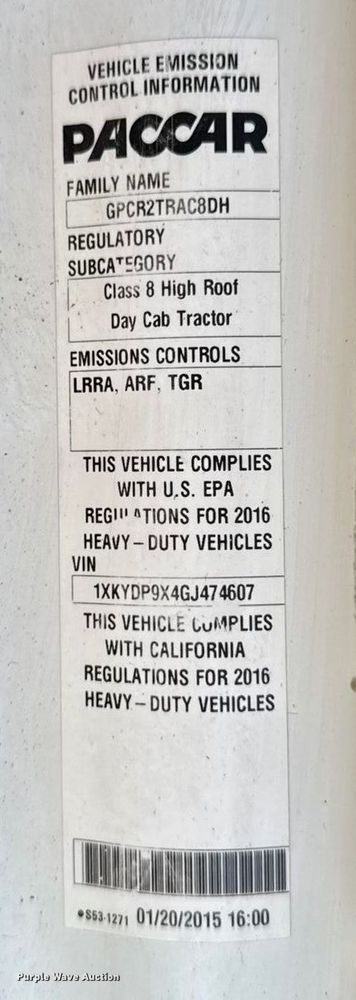 VEHICLE EMISSION
CONTROL INFORMATION
PACCAR
FAMILY NAME
GPCR2TRAC8DH
REGULATORY
SUBCATEGORY
Class 8 High Roof
Day Cab Tractor
EMISSIONS CONTROLS
LRRA, ARF, TGR
THIS VEHICLE COMPLIES
WITH U.S. EPA
REGULATIONS FOR 2016
HEAVY-DUTY VEHICLES
VIN
1XKYDP9X4GJ474607
THIS VEHICLE COMPLIES
WITH CALIFORNIA
REGULATIONS FOR 2016
HEAVY-DUTY VEHICLES
S53-1271 01/20/2015 16:00
Purple Wave Auction